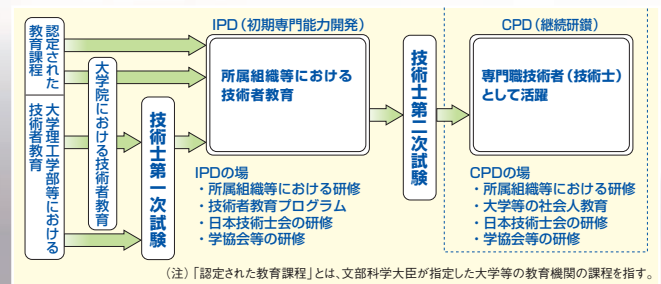 IPD（初期専門能力開発）
CPD（継続研鑽）
認定された
教育課程
大学理工学部等における
技術者教育
大学院における技術者教育
技術士第一次試験
所属組織等における
技術者教育
技術士第二次試験
専門職技術者（技術士）
として活躍
IPDの場
・所属組織等における研修
・技術者教育プログラム
・日本技術士会の研修
・学協会等の研修
CPDの場
・所属組織等における研修
・大学等の社会人教育
・日本技術士会の研修
・学協会等の研修
（注）「認定された教育課程」とは、文部科学大臣が指定した大学等の教育機関の課程を指す。